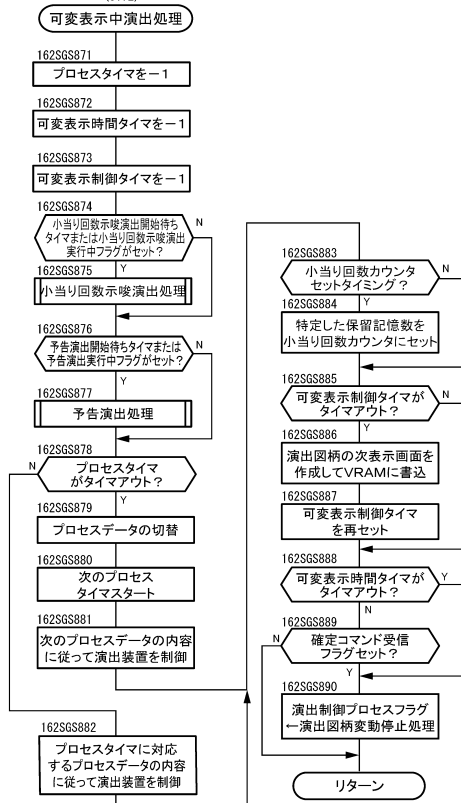 可変表示中演出処理
162SGS871
プロセスタイマを－１
162SGS872
可変表示時間タイマを－１
162SGS873
可変表示制御タイマを－１
162SGS874
小当り回数示唆演出開始待ち
タイマまたは小当り回数示唆演出
実行中フラグがセット？
N
Y
162SGS875
小当り回数示唆演出処理
162SGS876
予告演出開始待ちタイマまたは
予告演出実行中フラグがセット？
N
Y
162SGS877
予告演出処理
162SGS878
プロセスタイマ
がタイマアウト？
N
Y
162SGS879
プロセスデータの切替
162SGS880
次のプロセス
タイマスタート
162SGS881
次のプロセスデータの内容
に従って演出装置を制御
162SGS882
プロセスタイマに対応
するプロセスデータの内容
に従って演出装置を制御
162SGS883
小当り回数カウンタ
セットタイミング？
N
Y
162SGS884
特定した保留記憶数を
小当り回数カウンタにセット
162SGS885
可変表示制御タイマが
タイマアウト？
N
Y
162SGS886
演出図柄の次表示画面を
作成してVRAMに書込
162SGS887
可変表示制御タイマ
を再セット
162SGS888
可変表示時間タイマが
タイマアウト？
Y
N
162SGS889
確定コマンド受信
フラグセット？
N
Y
162SGS890
演出制御プロセスフラグ
←演出図柄変動停止処理
リターン